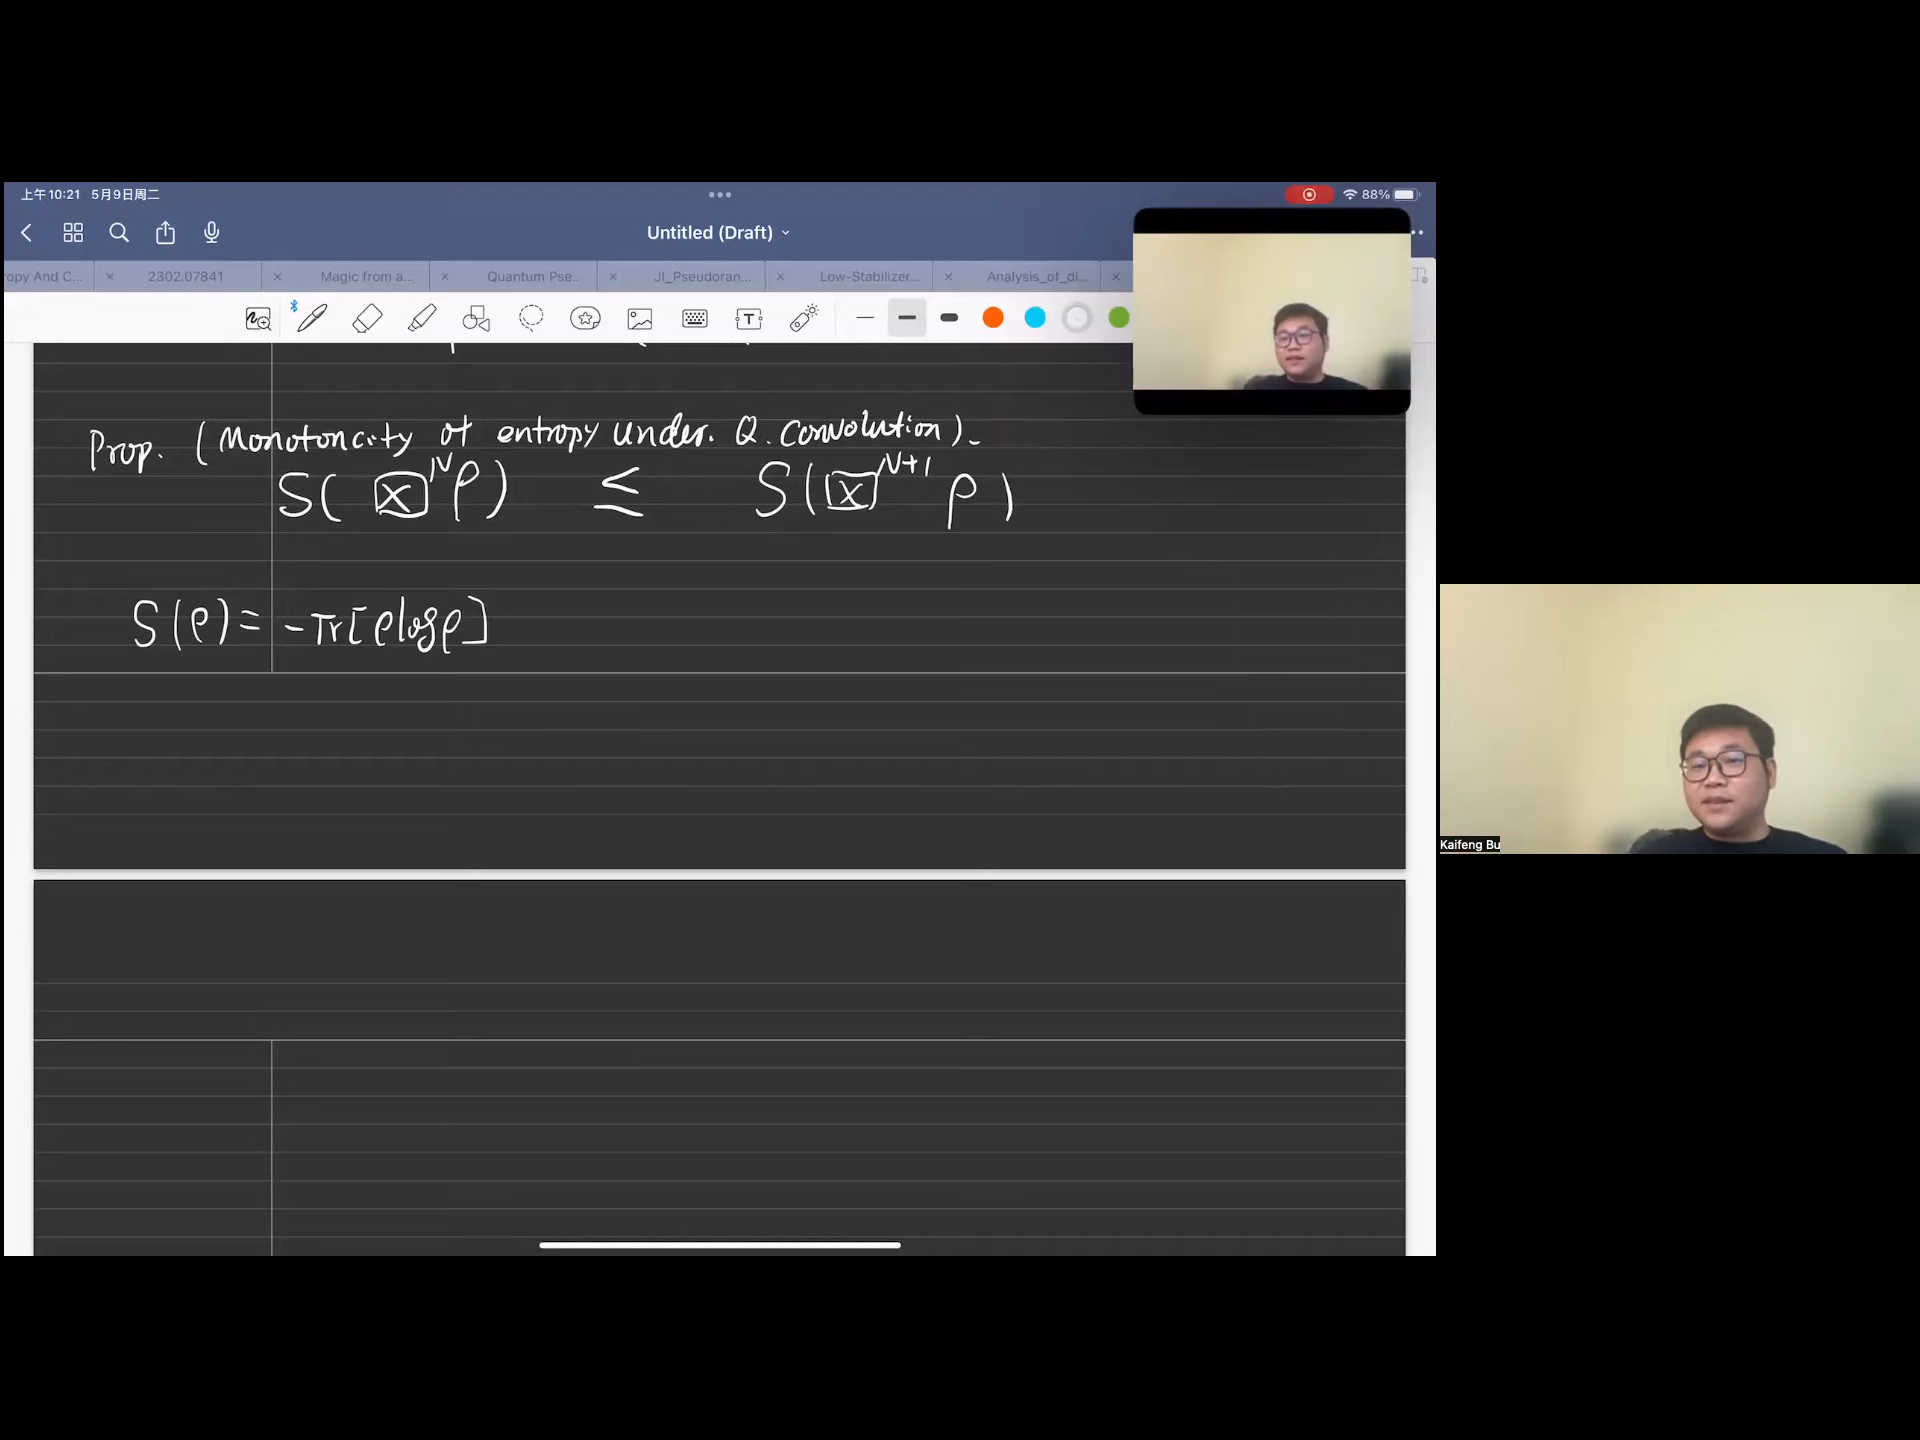 上午10:21 5月9日周二
88%
Untitled (Draft)
opy And C...
2302.07841
Magic from a...
Quantum Pse..
JI_Pseudoran...
Low-Stabilizer...
Analysis_of_di...
Prop. (Monotoncity of entropy under. Q. Convolution).
S( ⊠^N ρ) ≤ S(⊠^N+1 ρ)
S(ρ) = -Tr[ρlogρ]
Kaifeng Bu